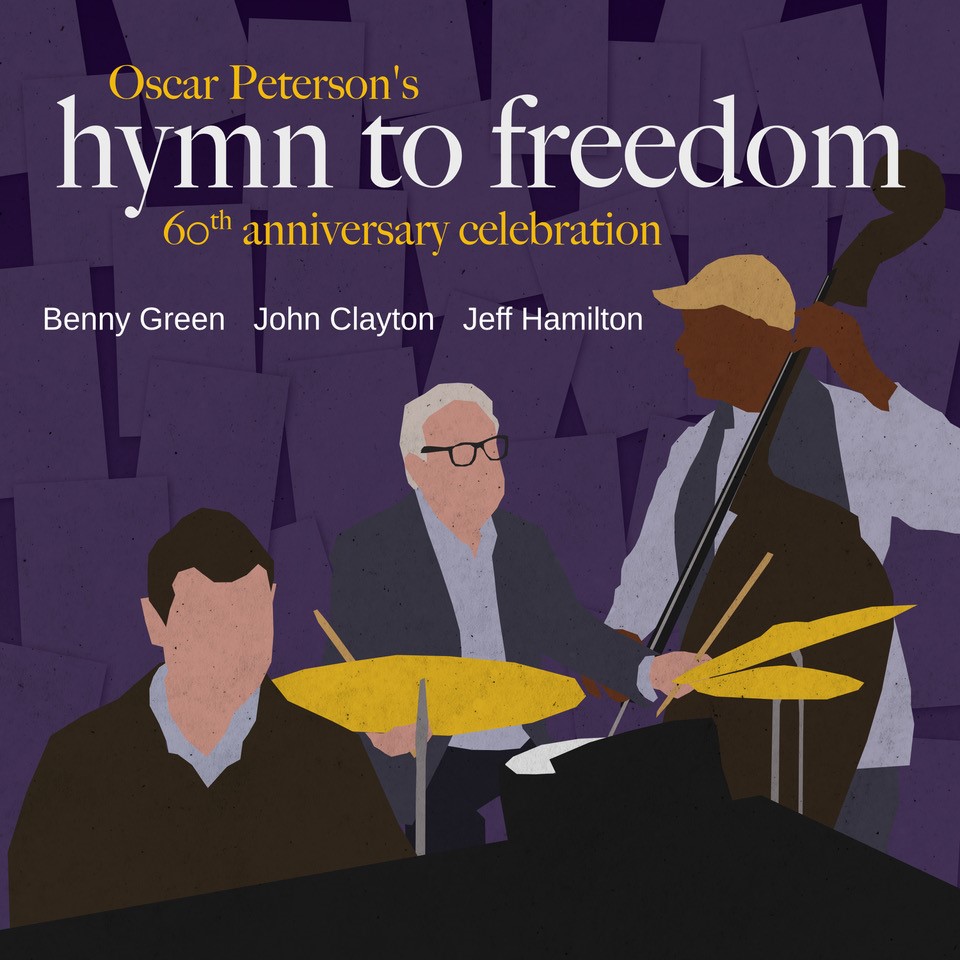 Oscar Peterson's
hymn to freedom
60th anniversary celebration
Benny Green John Clayton Jeff Hamilton